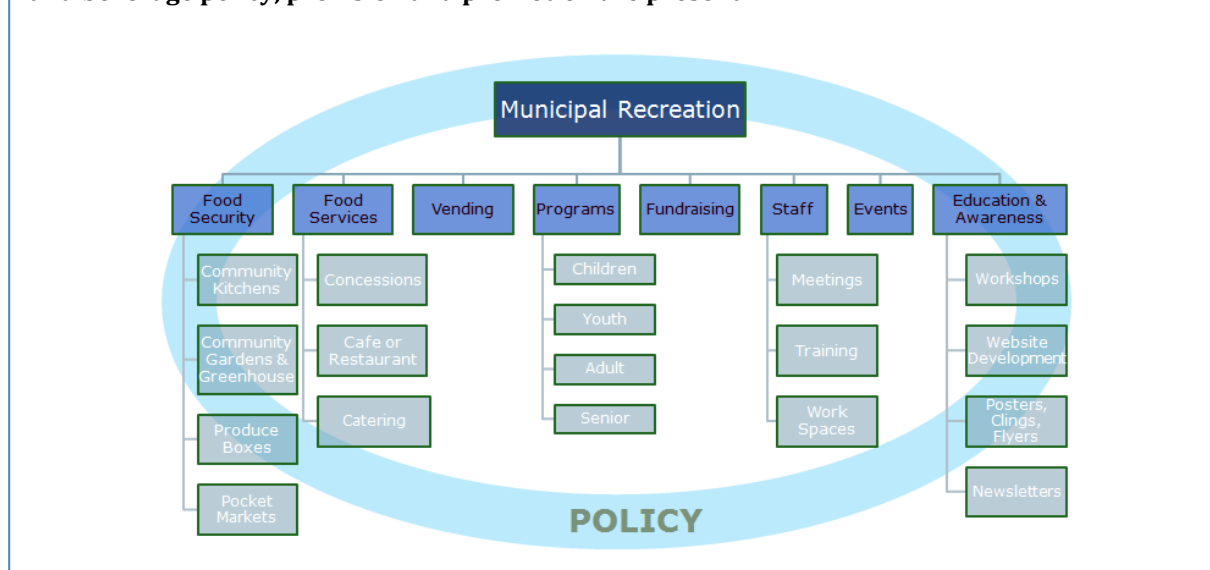 Municipal Recreation
Food
Security
Food
Services
Vending
Programs
Fundraising
Staff
Events
Education &
Awareness
Community
Kitchens
Community
Gardens &
Greenhouse
Produce
Boxes
Pocket
Markets
Concessions
Cafe or
Restaurant
Catering
Children
Youth
Adult
Senior
Meetings
Training
Work
Spaces
Workshops
Website
Development
Posters,
Clings,
Flyers
Newsletters
POLICY